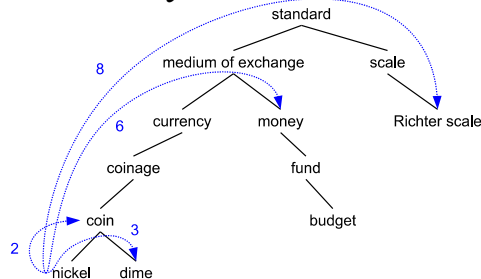 standard
8
medium of exchange
scale
6
currency
money
Richter scale
coinage
fund
coin
budget
3
2
nickel
dime